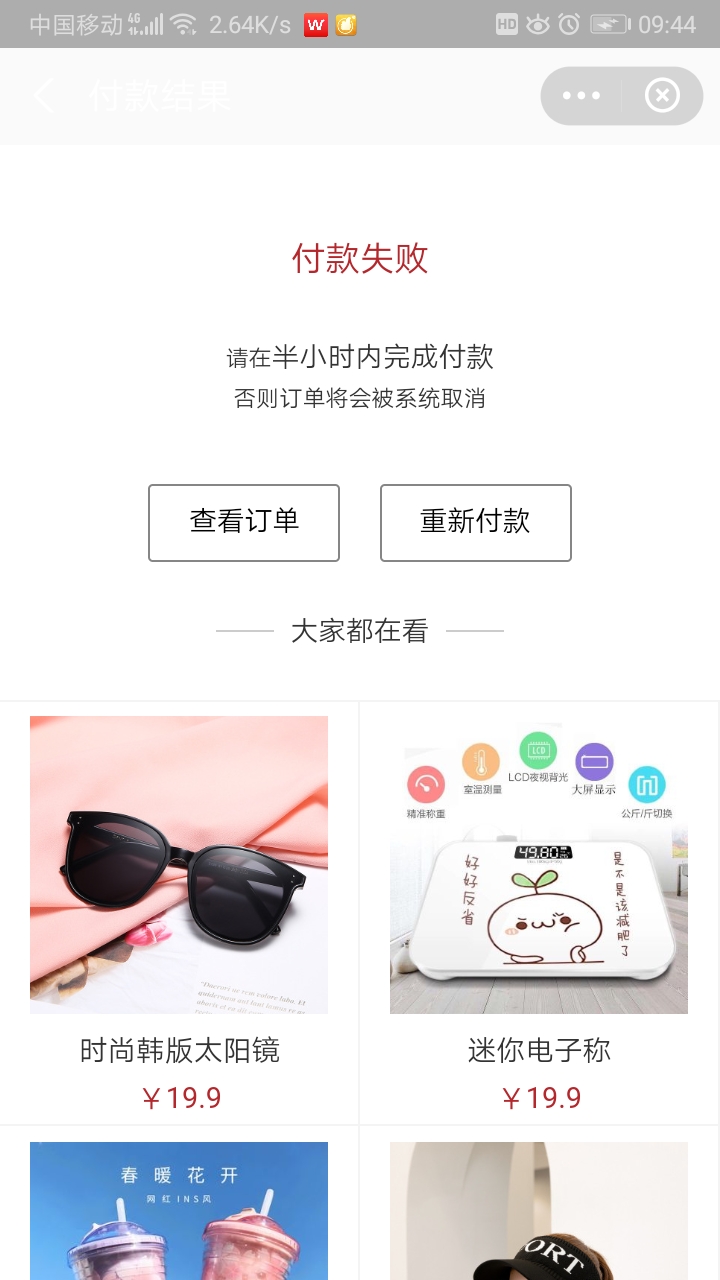 中国移动 4G 2.64K/s W HD 09:44
付款结果
付款失败
请在半小时内完成付款
否则订单将会被系统取消
查看订单 重新付款
大家都在看
LCD
精准称重 室温测量 LCD夜视背光 大屏显示 公斤/斤切换
49.80
好好反省
是不是该减肥了
时尚韩版太阳镜 迷你电子称
￥19.9 ￥19.9
春暖花开
网红INS风
ORT